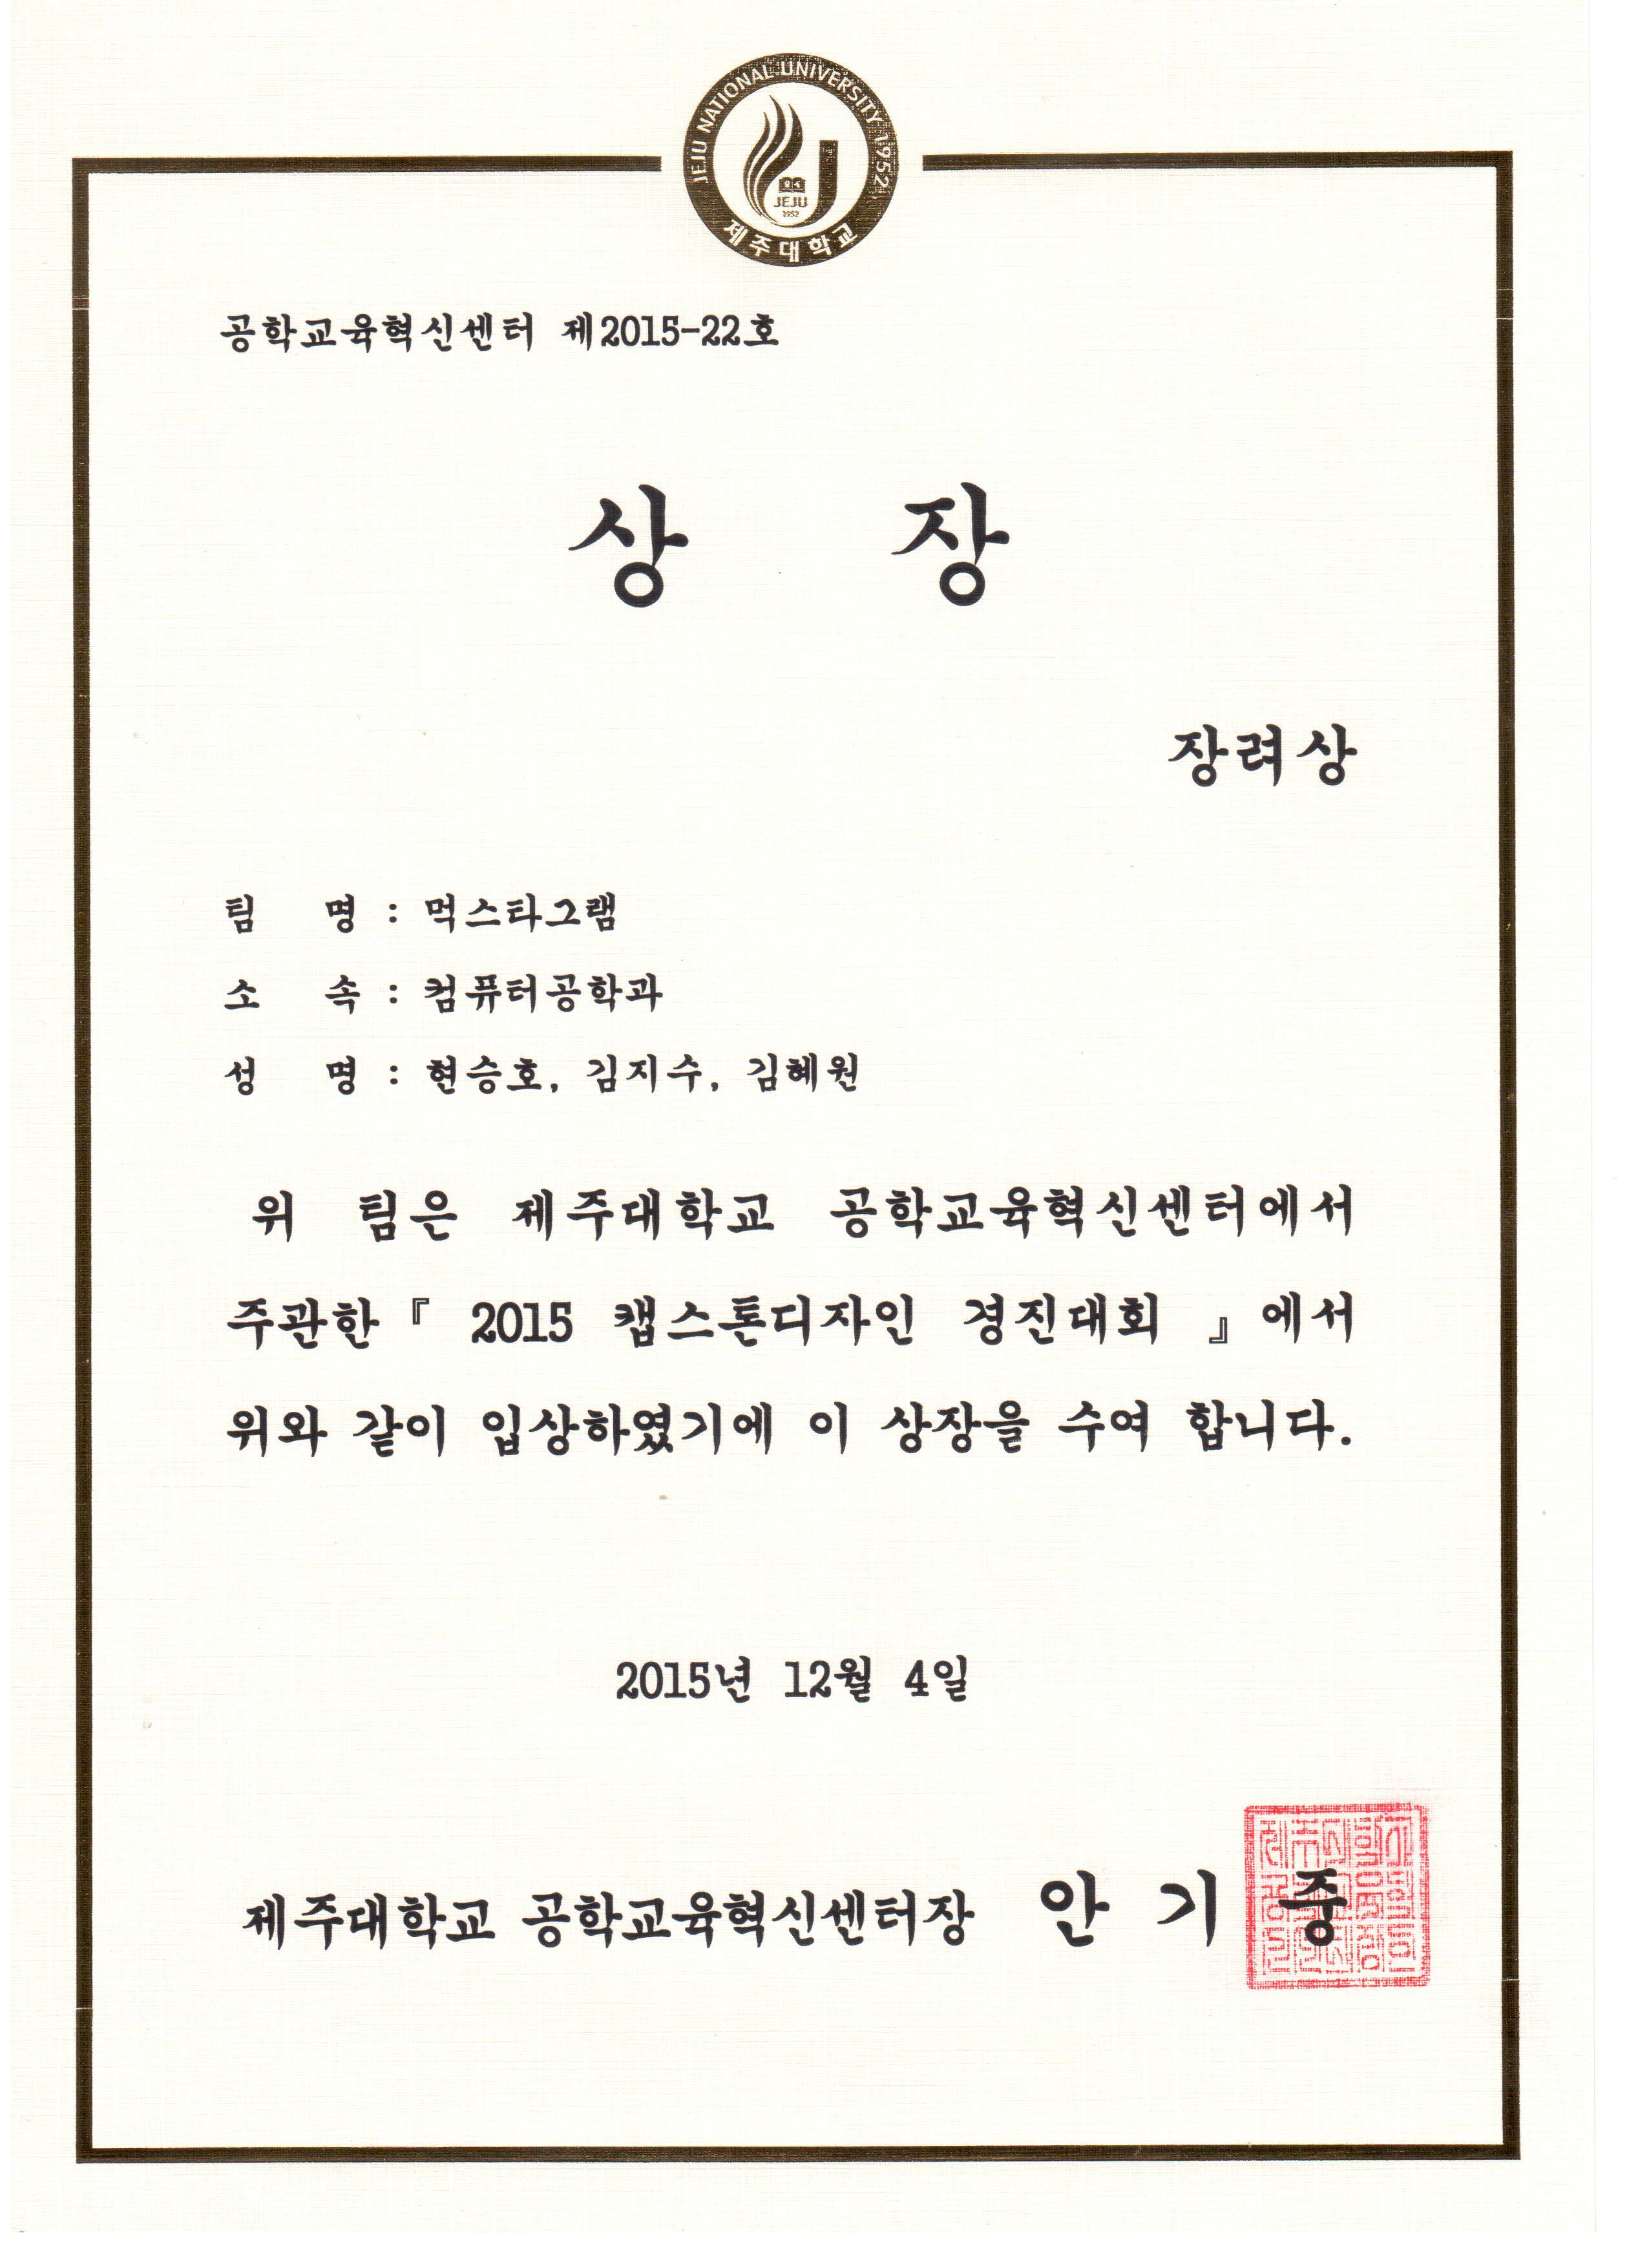 JEJU NATIONAL UNIVERSITY 1952
JEJU
1952
제주대학교
공학교육혁신센터 제2015-22호
상 장
장려상
팀 명 : 먹스타그램
소 속 : 컴퓨터공학과
성 명 : 현승호, 김지수, 김혜원
위 팀은 제주대학교 공학교육혁신센터에서
주관한『 2015 캡스톤디자인 경진대회 』에서
위와 같이 입상하였기에 이 상장을 수여 합니다.
2015년 12월 4일
제주대학교 공학교육혁신센터장 안 기 중